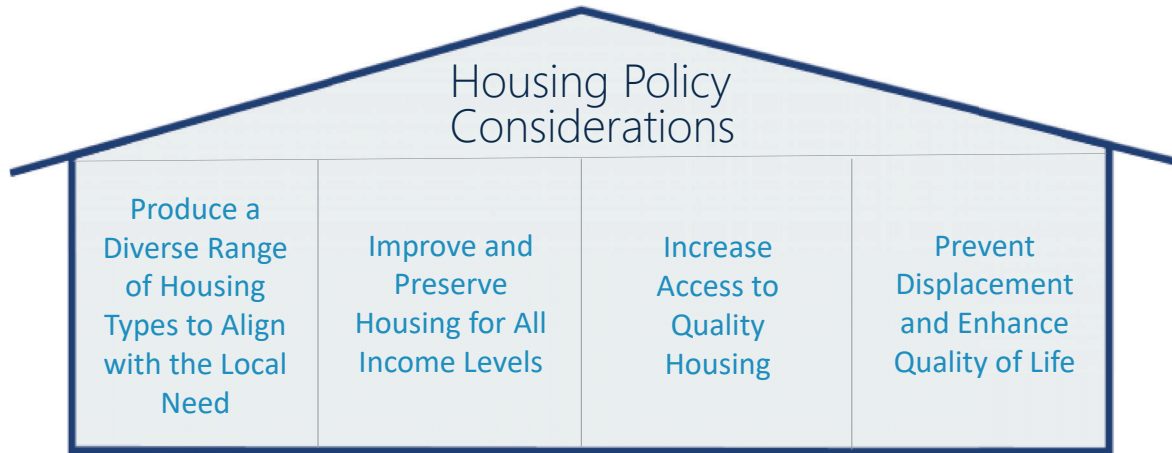 Housing Policy
Considerations
Produce a
Diverse Range
of Housing
Types to Align
with the Local
Need
Improve and
Preserve
Housing for All
Income Levels
Increase
Access to
Quality
Housing
Prevent
Displacement
and Enhance
Quality of Life